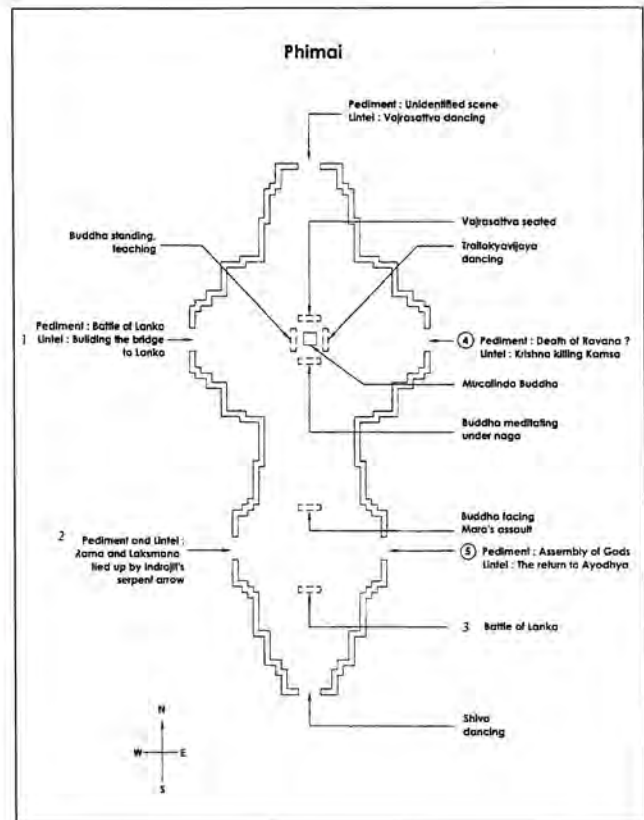 Phimai
Pediment : Unidentified scene
Lintel : Vajrasattva dancing
Vajrasattva seated
Buddha standing,
teaching
Trailokyavijaya
dancing
1 Pediment : Battle of Lanka
Lintel : Building the bridge
to Lanka
4 Pediment : Death of Ravana ?
Lintel : Krishna killing Kamsa
Mucalinda Buddha
Buddha meditating
under naga
Buddha facing
Mara's assault
2 Pediment and Lintel :
Rama and Laksmana
tied up by Indrajit's
serpent arrow
5 Pediment : Assembly of Gods
Lintel : The return to Ayodhya
3 Battle of Lanka
Shiva
dancing
N
W E
S